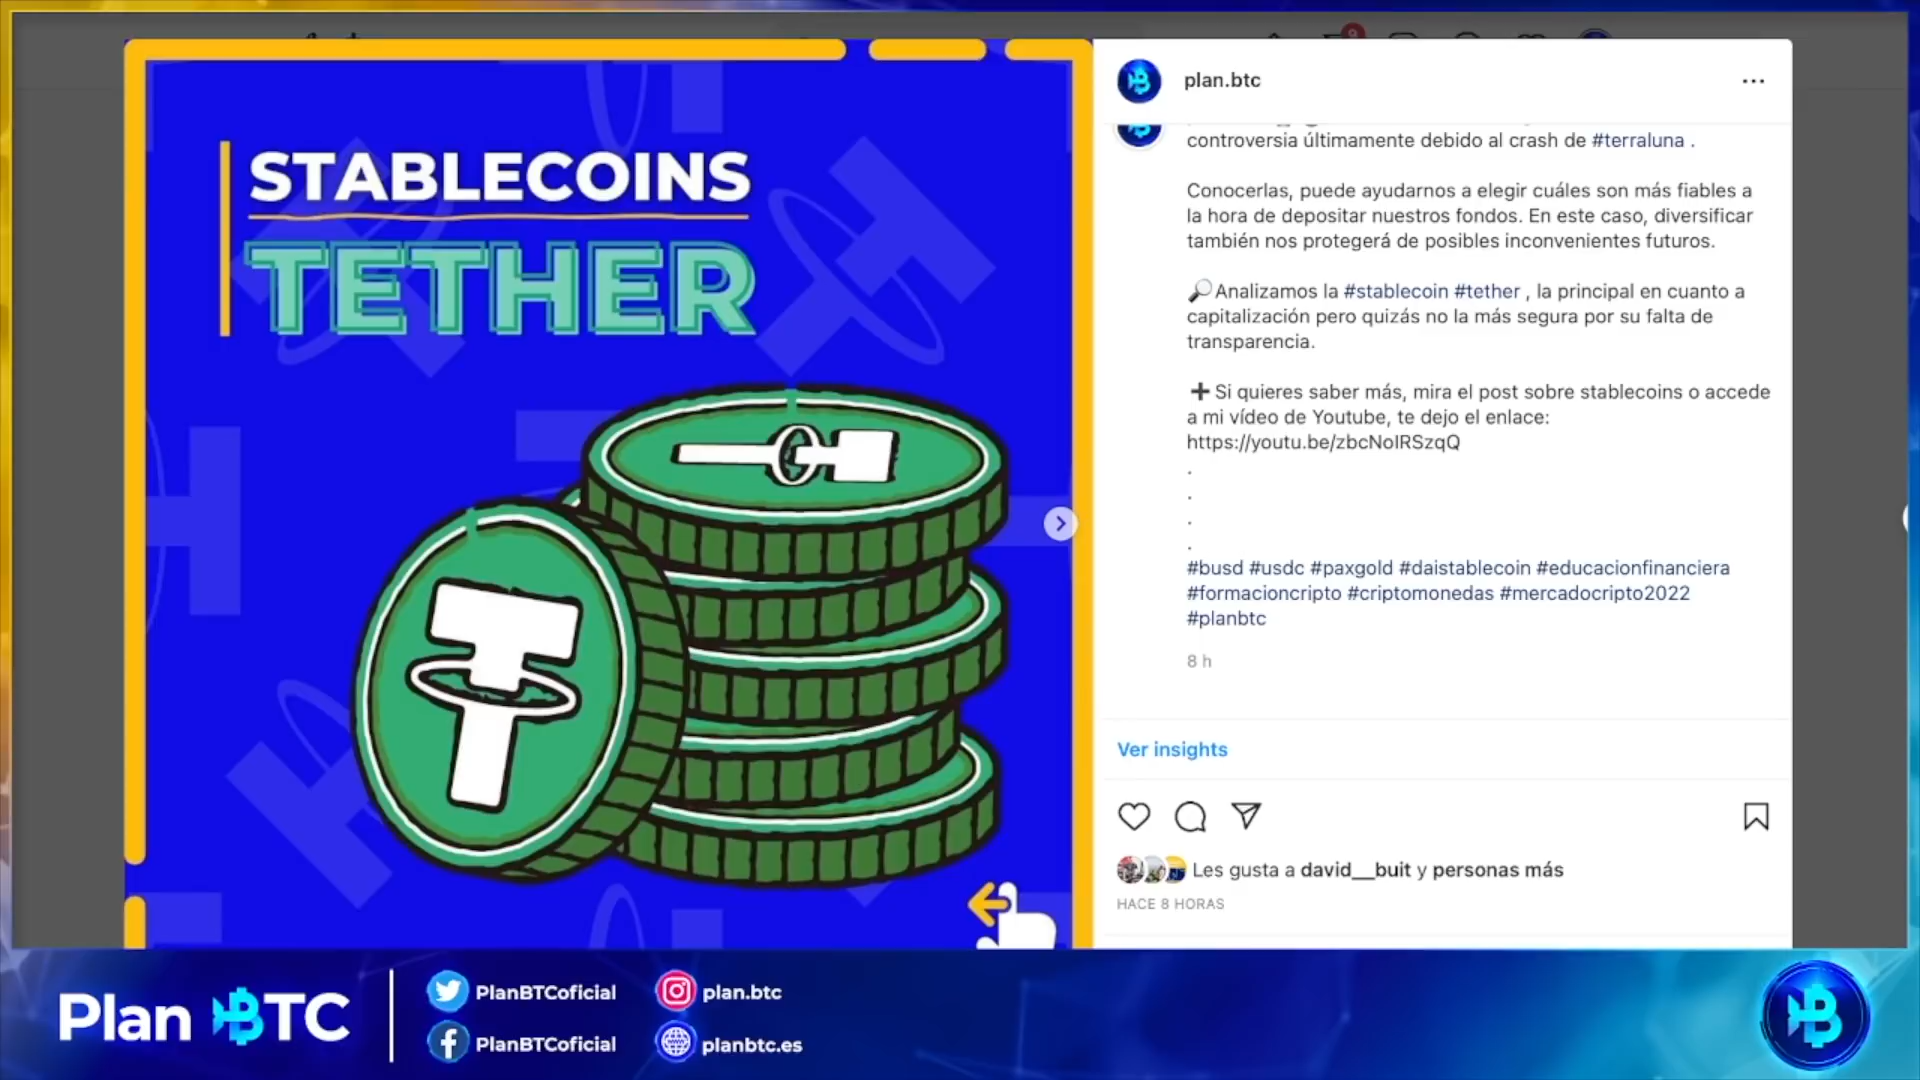 STABLECOINS
TETHER
plan.btc
controversia últimamente debido al crash de #terraluna .
Conocerlas, puede ayudarnos a elegir cuáles son más fiables a
la hora de depositar nuestros fondos. En este caso, diversificar
también nos protegerá de posibles inconvenientes futuros.
🔎Analizamos la #stablecoin #tether , la principal en cuanto a
capitalización pero quizás no la más segura por su falta de
transparencia.
➕Si quieres saber más, mira el post sobre stablecoins o accede
a mi vídeo de Youtube, te dejo el enlace:
https://youtu.be/zbcNoIRSzqQ
.
.
.
.
#busd #usdc #paxgold #daistablecoin #educacionfinanciera
#formacioncripto #criptomonedas #mercadocripto2022
#planbtc
8 h
Ver insights
Les gusta a david__buit y personas más
HACE 8 HORAS
Plan BTC
PlanBTCoficial
plan.btc
PlanBTCoficial
planbtc.es